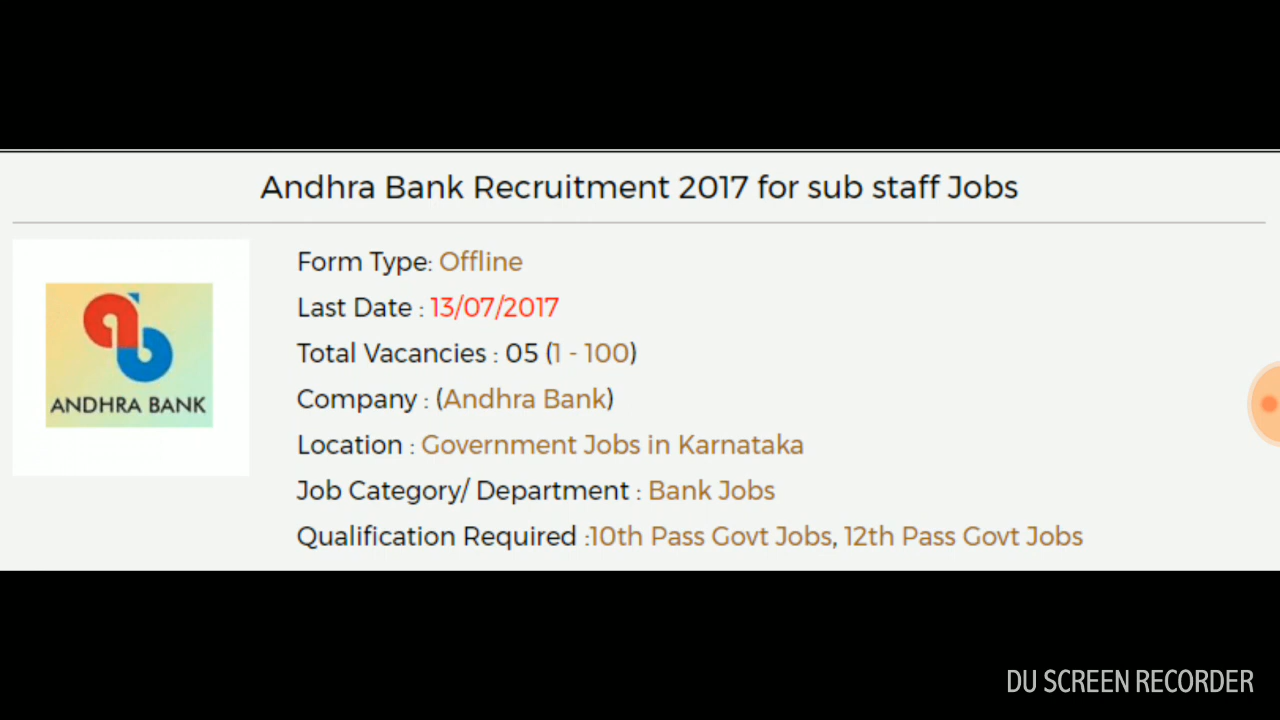 Andhra Bank Recruitment 2017 for sub staff Jobs
Form Type: Offline
Last Date : 13/07/2017
Total Vacancies : 05 (1 - 100)
Company : (Andhra Bank)
Location : Government Jobs in Karnataka
Job Category/ Department : Bank Jobs
Qualification Required :10th Pass Govt Jobs, 12th Pass Govt Jobs
ANDHRA BANK
DU SCREEN RECORDER